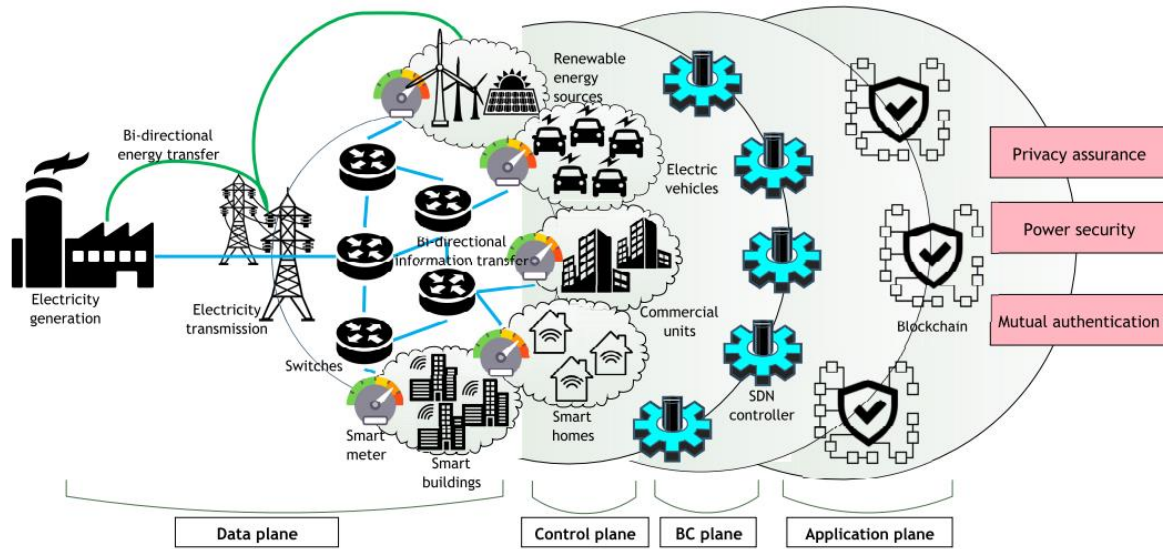 Renewable
energy
sources
Bi-directional
energy transfer
Electric
vehicles
Privacy assurance
Power security
Mutual authentication
Bi-directional
information transfer
Electricity
generation
Electricity
transmission
Commercial
units
Blockchain
Switches
SDN
controller
Smart
homes
Smart
meter
Smart
buildings
Data plane
Control plane
BC plane
Application plane